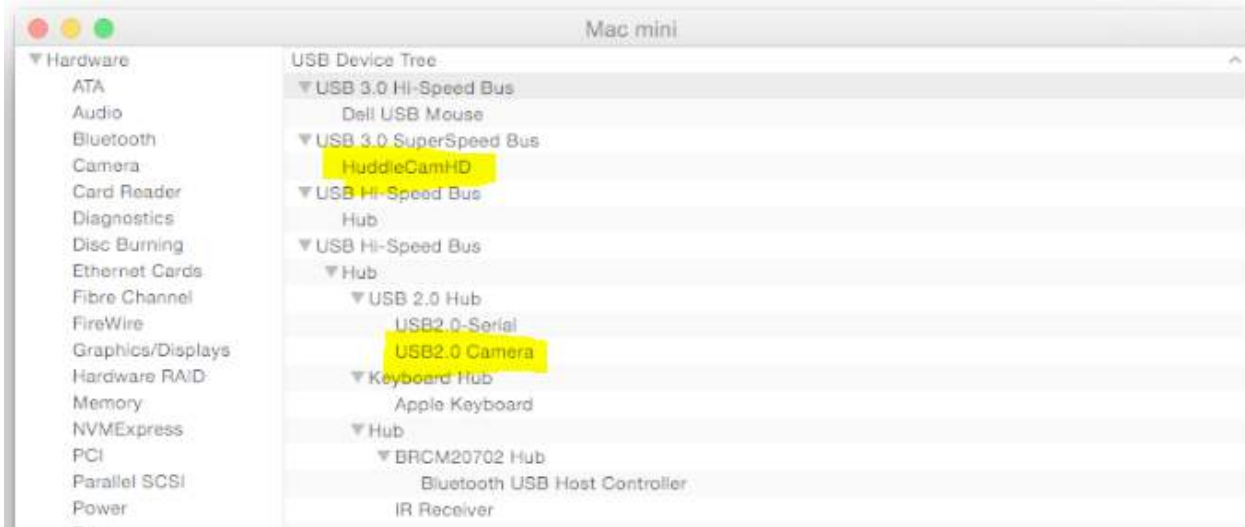 Mac mini
Hardware
ATA
Audio
Bluetooth
Camera
Card Reader
Diagnostics
Disc Burning
Ethernet Cards
Fibre Channel
FireWire
Graphics/Displays
Hardware RAID
Memory
NVMExpress
PCI
Parallel SCSI
Power
USB Device Tree
USB 3.0 Hi-Speed Bus
Dell USB Mouse
USB 3.0 SuperSpeed Bus
HuddleCamHD
USB Hi-Speed Bus
Hub
USB Hi-Speed Bus
Hub
USB 2.0 Hub
USB2.0-Serial
USB2.0 Camera
Keyboard Hub
Apple Keyboard
Hub
BRCM20702 Hub
Bluetooth USB Host Controller
IR Receiver